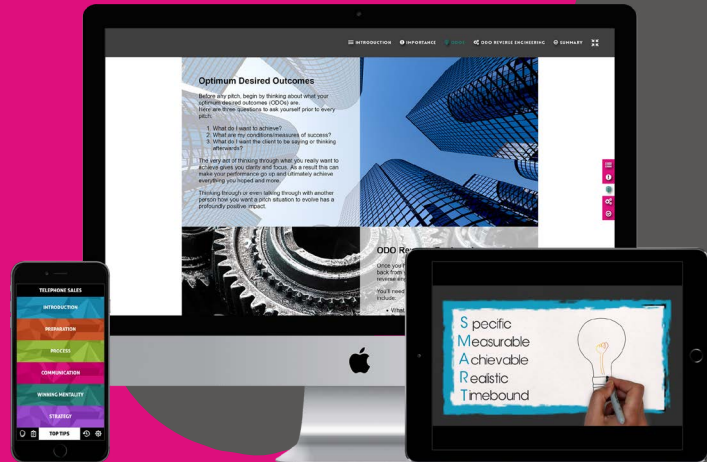 INTRODUCTION
IMPORTANCE
ODOS
ODO REVERSE ENGINEERING
SUMMARY
Optimum Desired Outcomes
Before any pitch, begin by thinking about what your
optimum desired outcomes (ODOs) are.
Here are three questions to ask yourself prior to every
pitch:
1. What do I want to achieve?
2. What are my conditions/measures of success?
3. What do I want the client to be saying or thinking
afterwards?
The very act of thinking through what you really want to
achieve gives you clarity and focus. As a result this can
make your performance go up and ultimately achieve
everything you hoped and more.
Thinking through or even talking through with another
person how you want a pitch situation to evolve has a
profoundly positive impact.
ODO
Once you'
back from
reverse en
You'll need
include:
• What
TELEPHONE SALES
INTRODUCTION
PREPARATION
PROCESS
COMMUNICATION
WINNING MENTALITY
STRATEGY
TOP TIPS
Specific
Measurable
Achievable
Realistic
Timebound